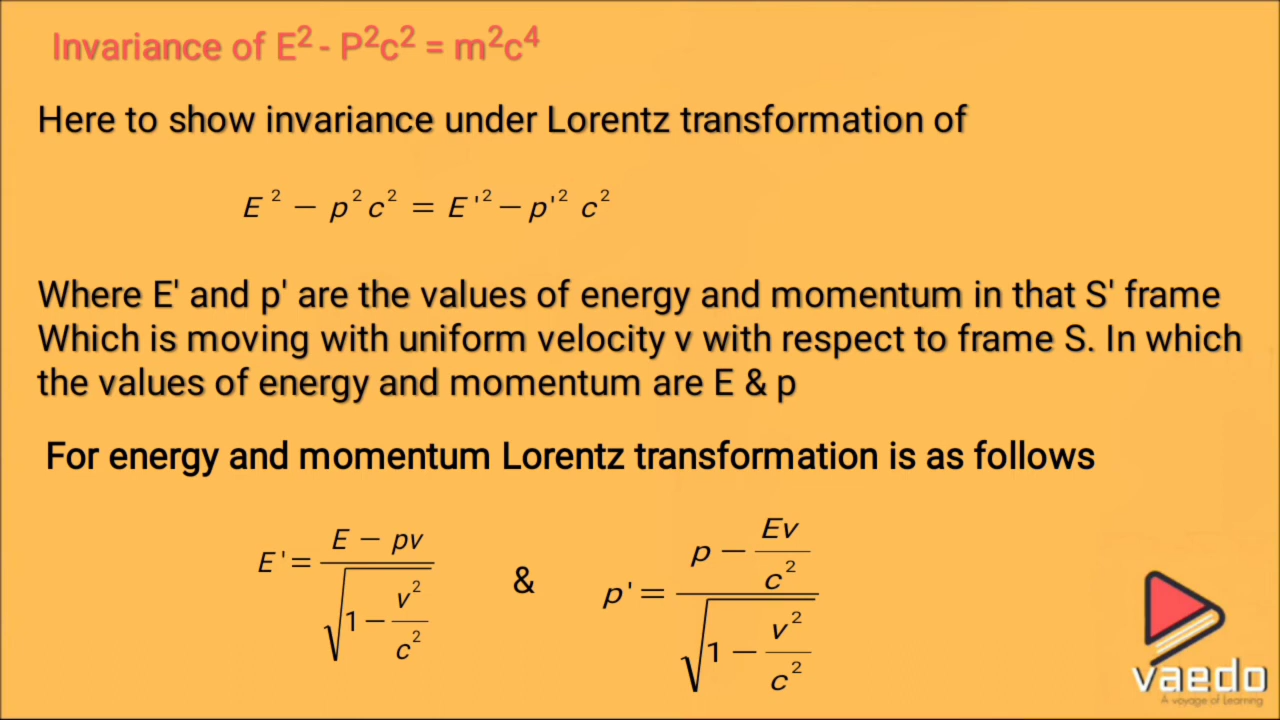 Invariance of E² - P²c² = m²c⁴
Here to show invariance under Lorentz transformation of
E² − p²c² = E'² − p'² c²
Where E' and p' are the values of energy and momentum in that S' frame
Which is moving with uniform velocity v with respect to frame S. In which
the values of energy and momentum are E & p
For energy and momentum Lorentz transformation is as follows
E' = (E − pv) / √(1 − v²/c²) & p' = (p − Ev/c²) / √(1 − v²/c²)
vaedo
A voyage of Learning